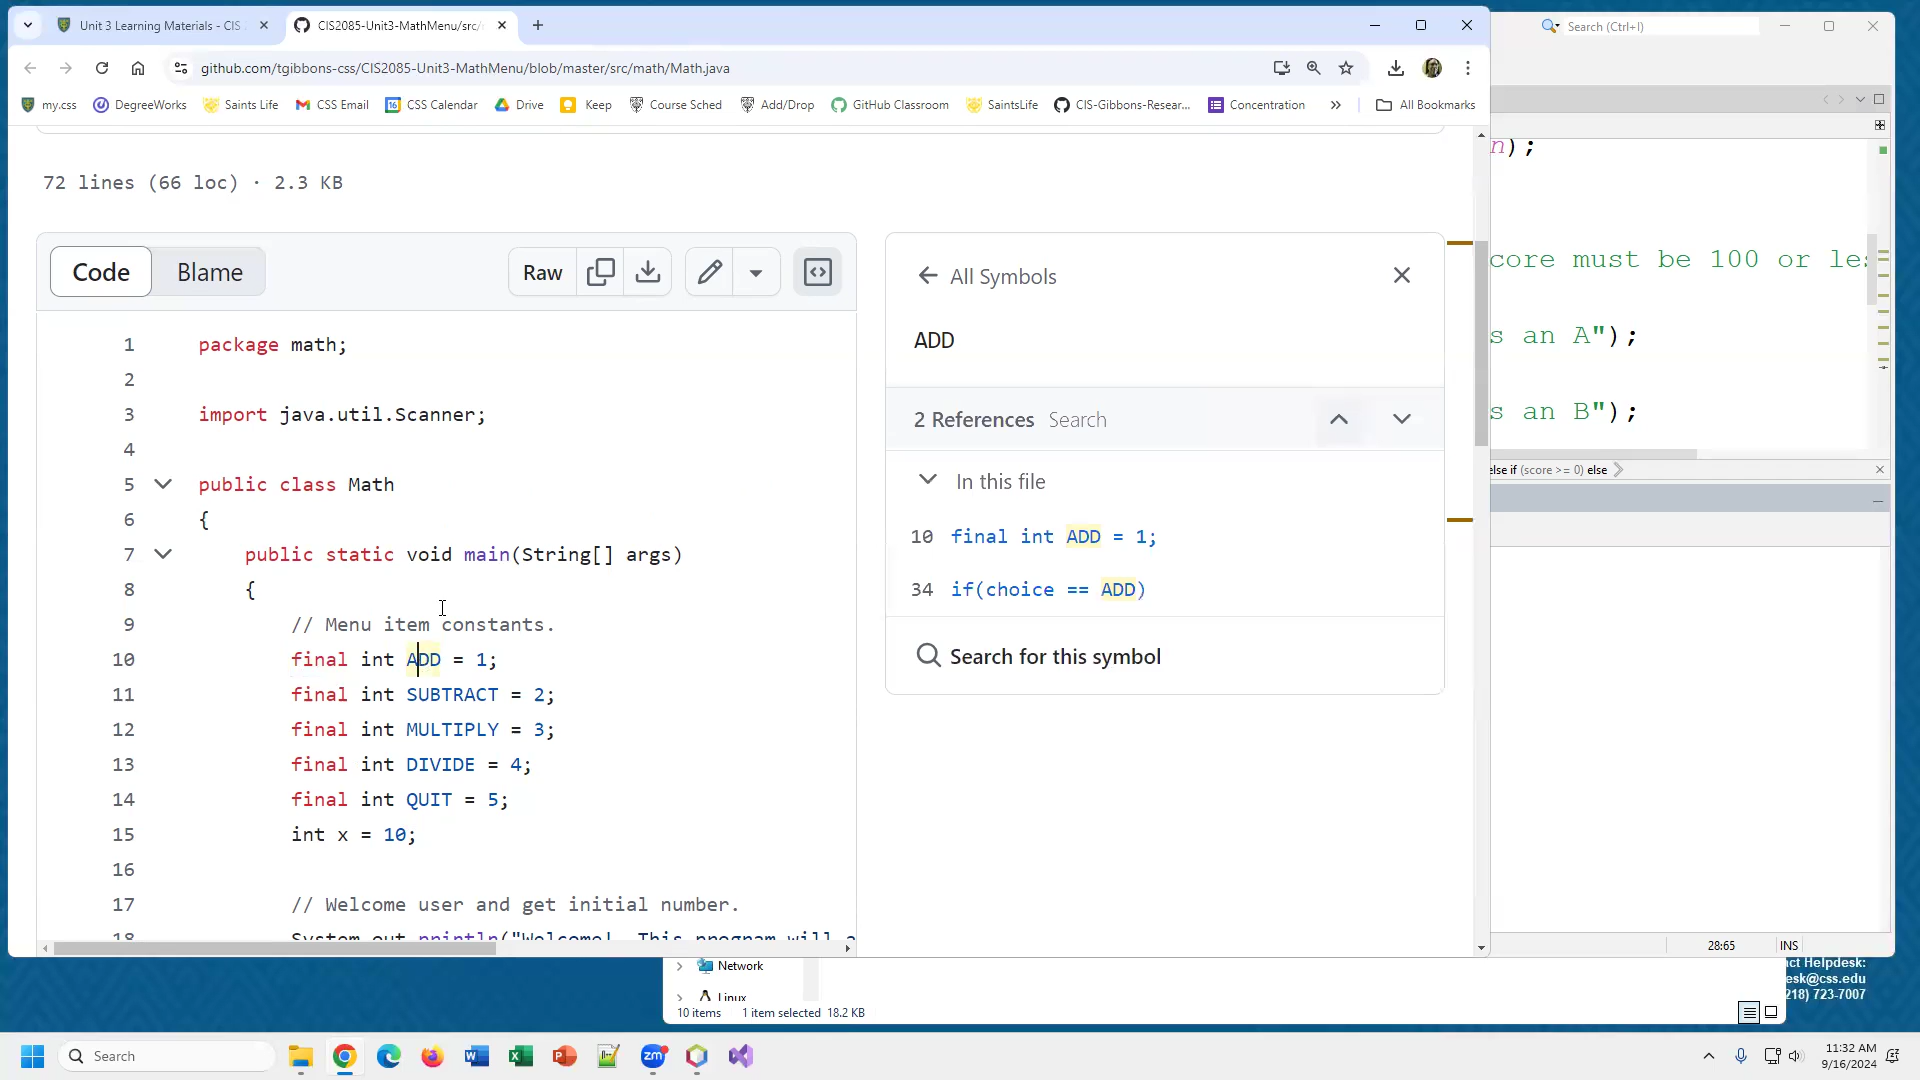 Unit 3 Learning Materials - CIS
CIS2085-Unit3-MathMenu/src/
Search (Ctrl+I)
github.com/tgibbons-css/CIS2085-Unit3-MathMenu/blob/master/src/math/Math.java
my.css
DegreeWorks
Saints Life
CSS Email
CSS Calendar
Drive
Keep
Course Sched
Add/Drop
GitHub Classroom
SaintsLife
CIS-Gibbons-Resear...
Concentration
All Bookmarks
n);
72 lines (66 loc) · 2.3 KB
Code
Blame
Raw
All Symbols
core must be 100 or les
ADD
s an A");
1 package math;
2
3 import java.util.Scanner;
4
5 public class Math
6 {
7 public static void main(String[] args)
8 {
9 // Menu item constants.
10 final int ADD = 1;
11 final int SUBTRACT = 2;
12 final int MULTIPLY = 3;
13 final int DIVIDE = 4;
14 final int QUIT = 5;
15 int x = 10;
16
17 // Welcome user and get initial number.
18 System.out.println("Welcome! This program will a
2 References Search
In this file
10 final int ADD = 1;
34 if(choice == ADD)
Search for this symbol
s an B");
else if (score >= 0) else
28:65
INS
Network
Linux
10 items
1 item selected 18.2 KB
act Helpdesk:
esk@css.edu
218) 723-7007
Search
zm
11:32 AM
9/16/2024